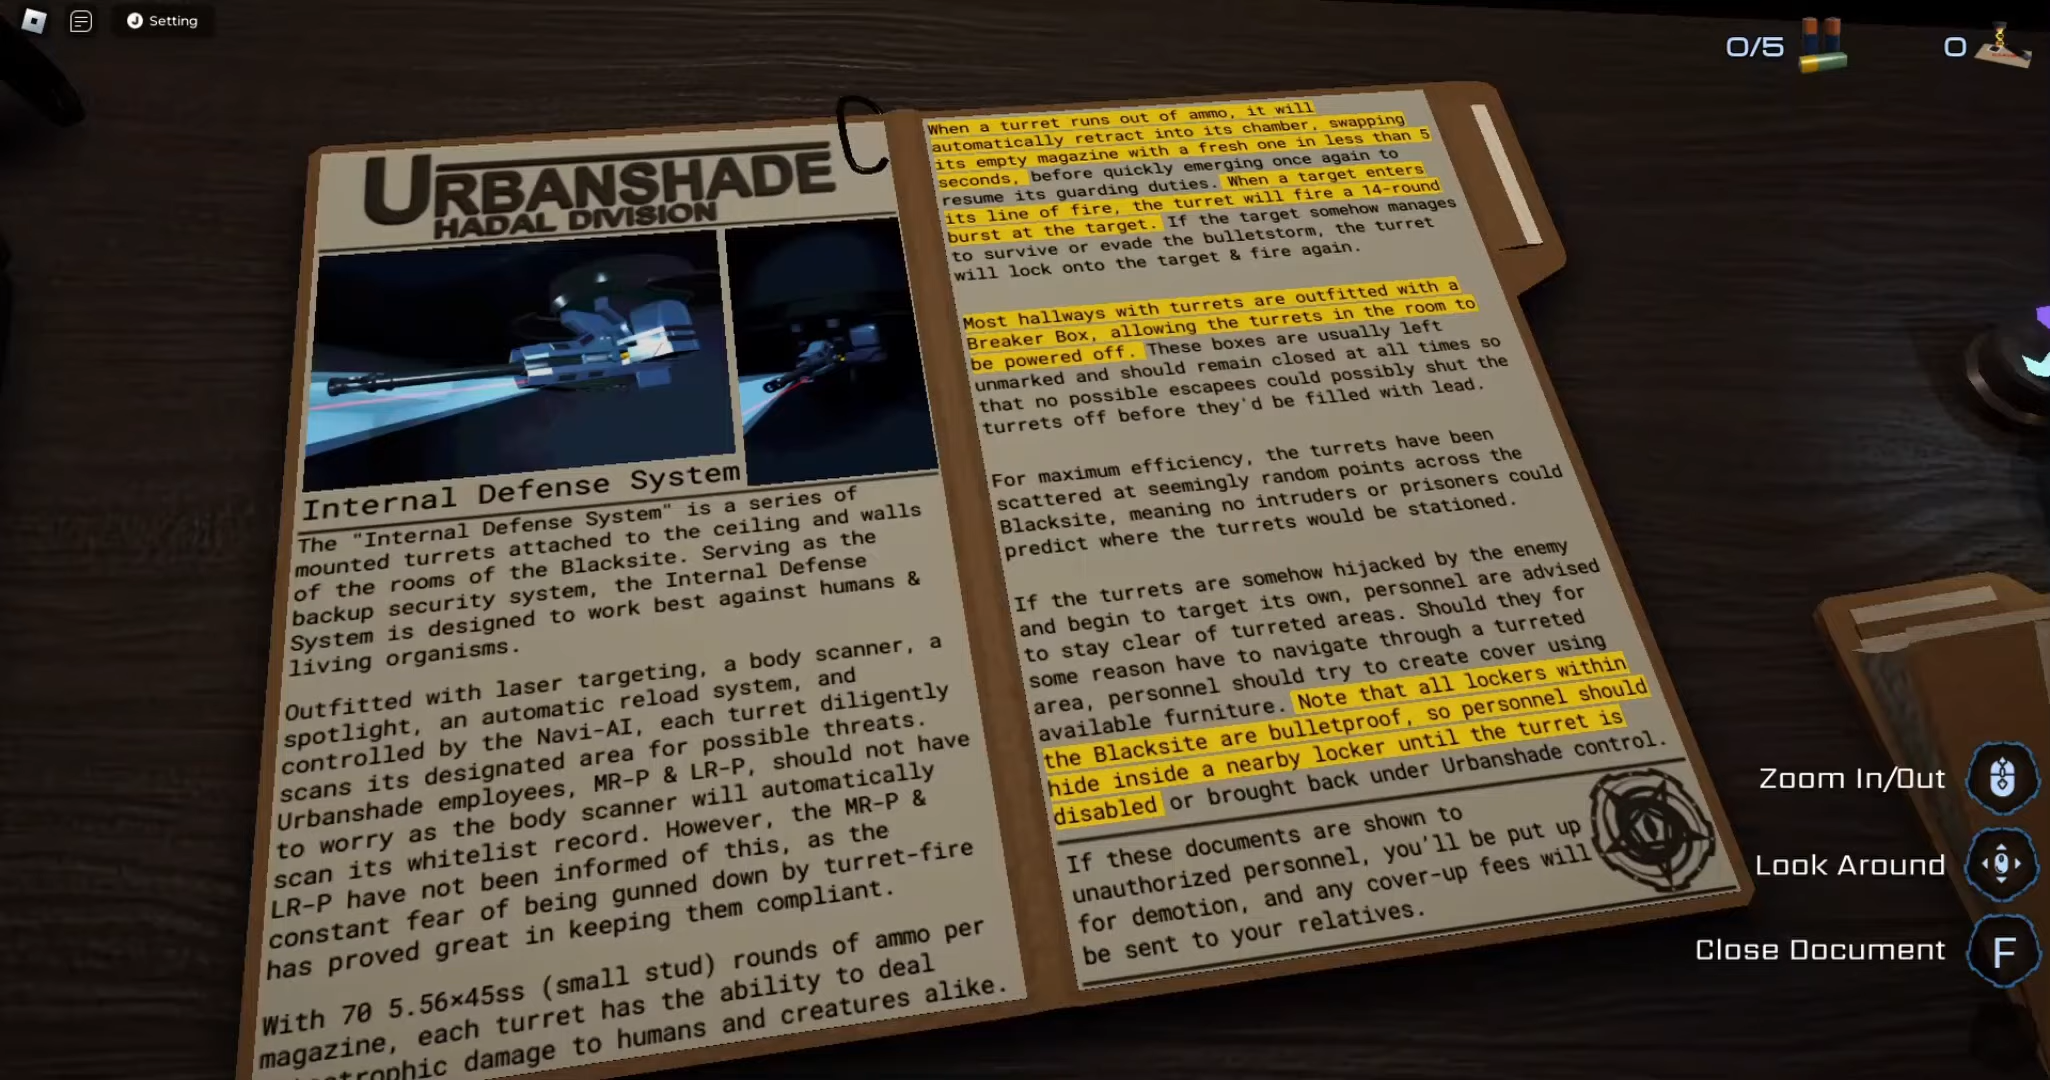 Setting
0/5
0
URBANSHADE
HADAL DIVISION
Internal Defense System
The "Internal Defense System" is a series of
mounted turrets attached to the ceiling and walls
of the rooms of the Blacksite. Serving as the
backup security system, the Internal Defense
System is designed to work best against humans &
living organisms.
Outfitted with laser targeting, a body scanner, a
spotlight, an automatic reload system, and
controlled by the Navi-AI, each turret diligently
scans its designated area for possible threats.
Urbanshade employees, MR-P & LR-P, should not have
to worry as the body scanner will automatically
scan its whitelist record. However, the MR-P &
LR-P have not been informed of this, as the
constant fear of being gunned down by turret-fire
has proved great in keeping them compliant.
With 70 5.56×45ss (small stud) rounds of ammo per
magazine, each turret has the ability to deal
damage to humans and creatures alike.
When a turret runs out of ammo, it will
automatically retract into its chamber, swapping
its empty magazine with a fresh one in less than 5
seconds, before quickly emerging once again to
resume its guarding duties. When a target enters
its line of fire, the turret will fire a 14-round
burst at the target. If the target somehow manages
to survive or evade the bulletstorm, the turret
will lock onto the target & fire again.
Most hallways with turrets are outfitted with a
Breaker Box, allowing the turrets in the room to
be powered off. These boxes are usually left
unmarked and should remain closed at all times so
that no possible escapees could possibly shut the
turrets off before they'd be filled with lead.
For maximum efficiency, the turrets have been
scattered at seemingly random points across the
Blacksite, meaning no intruders or prisoners could
predict where the turrets would be stationed.
If the turrets are somehow hijacked by the enemy
and begin to target its own, personnel are advised
to stay clear of turreted areas. Should they for
some reason have to navigate through a turreted
area, personnel should try to create cover using
available furniture. Note that all lockers within
the Blacksite are bulletproof, so personnel should
hide inside a nearby locker until the turret is
disabled or brought back under Urbanshade control.
If these documents are shown to
unauthorized personnel, you'll be put up
for demotion, and any cover-up fees will
be sent to your relatives.
Zoom In/Out
Look Around
Close Document
F